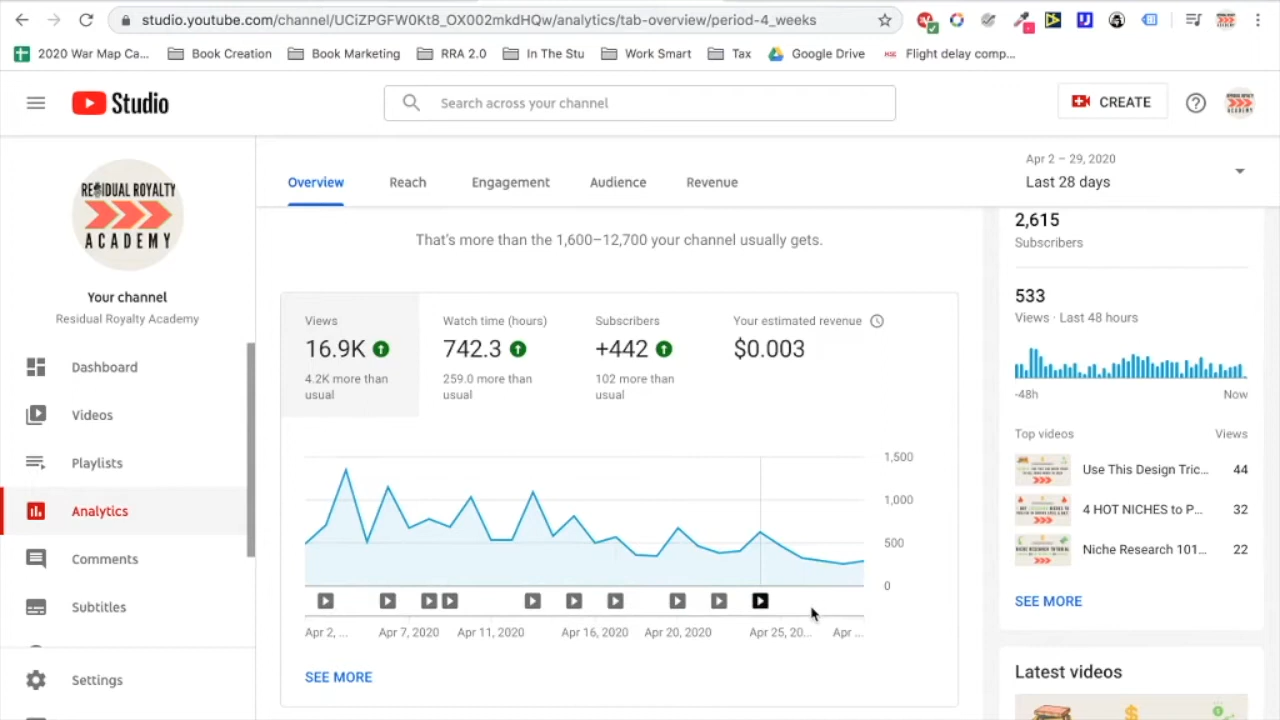 studio.youtube.com/channel/UCiZPGFW0Kt8_OX002mkdHQw/analytics/tab-overview/period-4_weeks
2020 War Map Ca... Book Creation Book Marketing RRA 2.0 In The Stu Work Smart Tax Google Drive Flight delay comp...
Studio
Search across your channel
CREATE
RESIDUAL ROYALTY
ACADEMY
Your channel
Residual Royalty Academy
Dashboard
Videos
Playlists
Analytics
Comments
Subtitles
Settings
Overview Reach Engagement Audience Revenue
Apr 2 – 29, 2020
Last 28 days
That's more than the 1,600–12,700 your channel usually gets.
Views
16.9K
4.2K more than
usual
Watch time (hours)
742.3
259.0 more than
usual
Subscribers
+442
102 more than
usual
Your estimated revenue
$0.003
1,500
1,000
500
0
Apr 2, ... Apr 7, 2020 Apr 11, 2020 Apr 16, 2020 Apr 20, 2020 Apr 25, 20... Apr ...
SEE MORE
2,615
Subscribers
533
Views · Last 48 hours
-48h Now
Top videos Views
Use This Design Tric... 44
4 HOT NICHES to P... 32
Niche Research 101... 22
SEE MORE
Latest videos